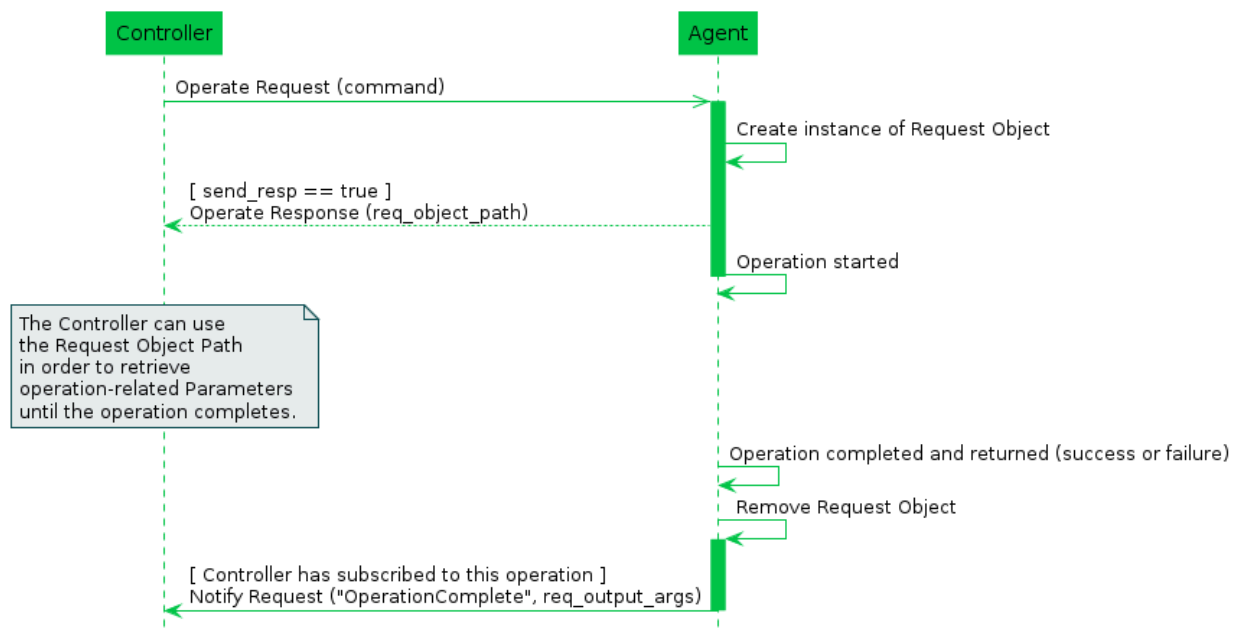 Controller
Agent
Operate Request (command)
Create instance of Request Object
[ send_resp == true ]
Operate Response (req_object_path)
Operation started
The Controller can use
the Request Object Path
in order to retrieve
operation-related Parameters
until the operation completes.
Operation completed and returned (success or failure)
Remove Request Object
[ Controller has subscribed to this operation ]
Notify Request ("OperationComplete", req_output_args)